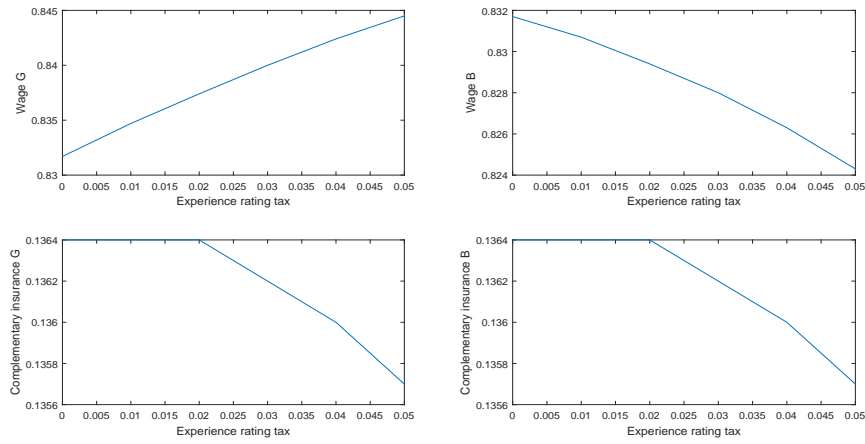 0.845
0.84
0.835
0.83
Wage G
0 0.005 0.01 0.015 0.02 0.025 0.03 0.035 0.04 0.045 0.05
Experience rating tax
0.832
0.83
0.828
0.826
0.824
Wage B
0 0.005 0.01 0.015 0.02 0.025 0.03 0.035 0.04 0.045 0.05
Experience rating tax
0.1364
0.1362
0.136
0.1358
0.1356
Complementary insurance G
0 0.005 0.01 0.015 0.02 0.025 0.03 0.035 0.04 0.045 0.05
Experience rating tax
0.1364
0.1362
0.136
0.1358
0.1356
Complementary insurance B
0 0.005 0.01 0.015 0.02 0.025 0.03 0.035 0.04 0.045 0.05
Experience rating tax